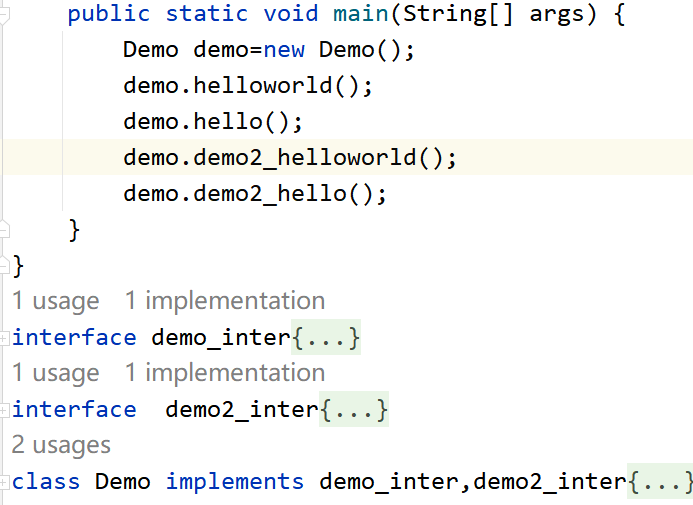 public static void main(String[] args) {
Demo demo=new Demo();
demo.helloworld();
demo.hello();
demo.demo2_helloworld();
demo.demo2_hello();
}
}
1 usage 1 implementation
interface demo_inter{...}
1 usage 1 implementation
interface demo2_inter{...}
2 usages
class Demo implements demo_inter,demo2_inter{...}